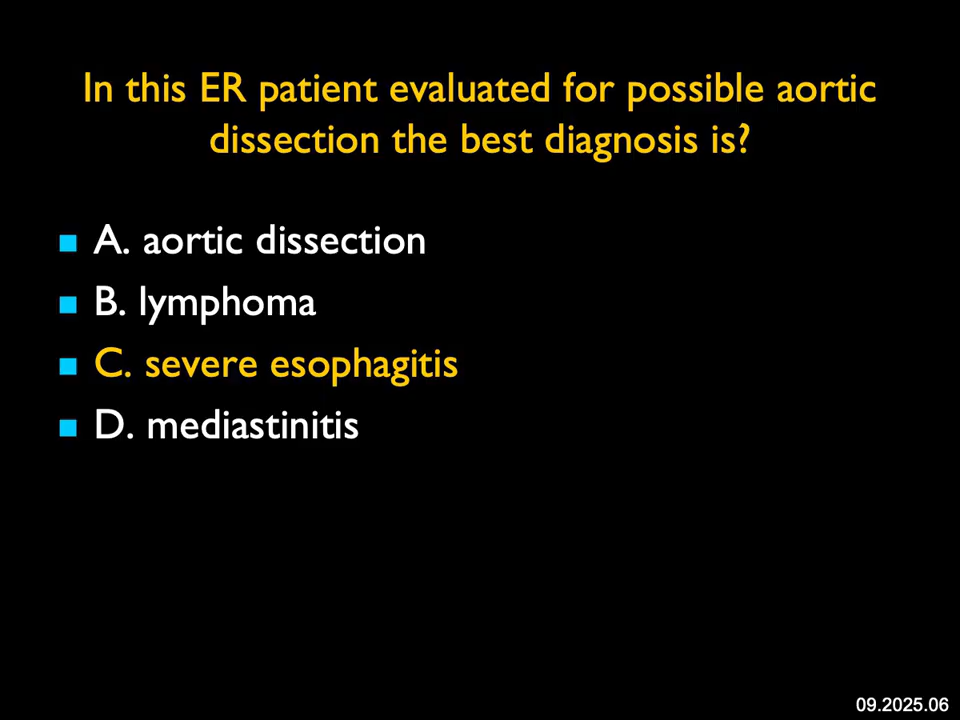 In this ER patient evaluated for possible aortic
dissection the best diagnosis is?
A. aortic dissection
B. lymphoma
C. severe esophagitis
D. mediastinitis
09.2025.06